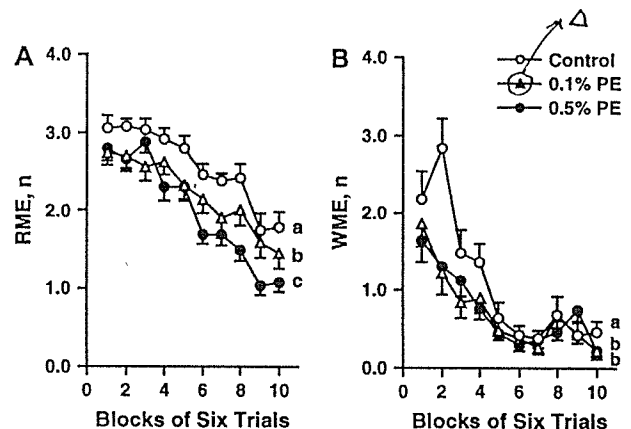 A
RME, n
4.0
3.0
2.0
1.0
0.0
a
b
c
0 2 4 6 8 10
Blocks of Six Trials
B
Control
0.1% PE
0.5% PE
WME, n
4.0
3.0
2.0
1.0
0.0
a
b
b
0 2 4 6 8 10
Blocks of Six Trials